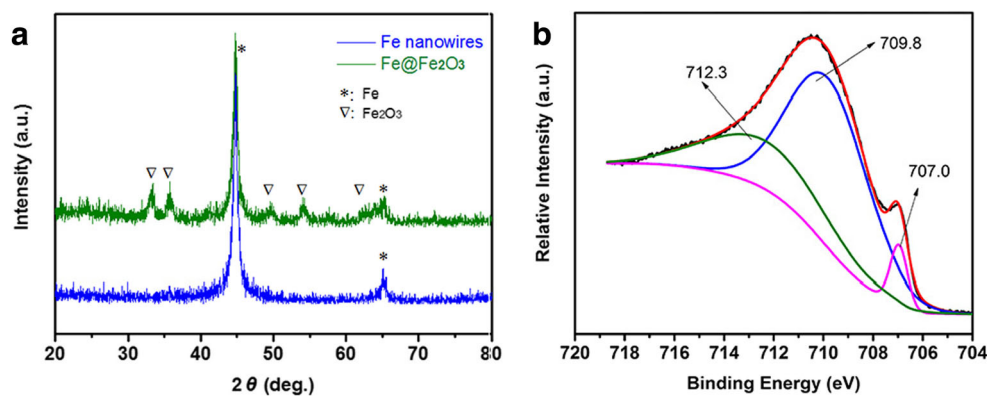 a
Fe nanowires
Fe@Fe₂O₃
*: Fe
▽: Fe₂O₃
*
▽ ▽ ▽ ▽ ▽ *
*
Intensity (a.u.)
20 30 40 50 60 70 80
2 θ (deg.)
b
709.8
712.3
707.0
Relative Intensity (a.u.)
720 718 716 714 712 710 708 706 704
Binding Energy (eV)